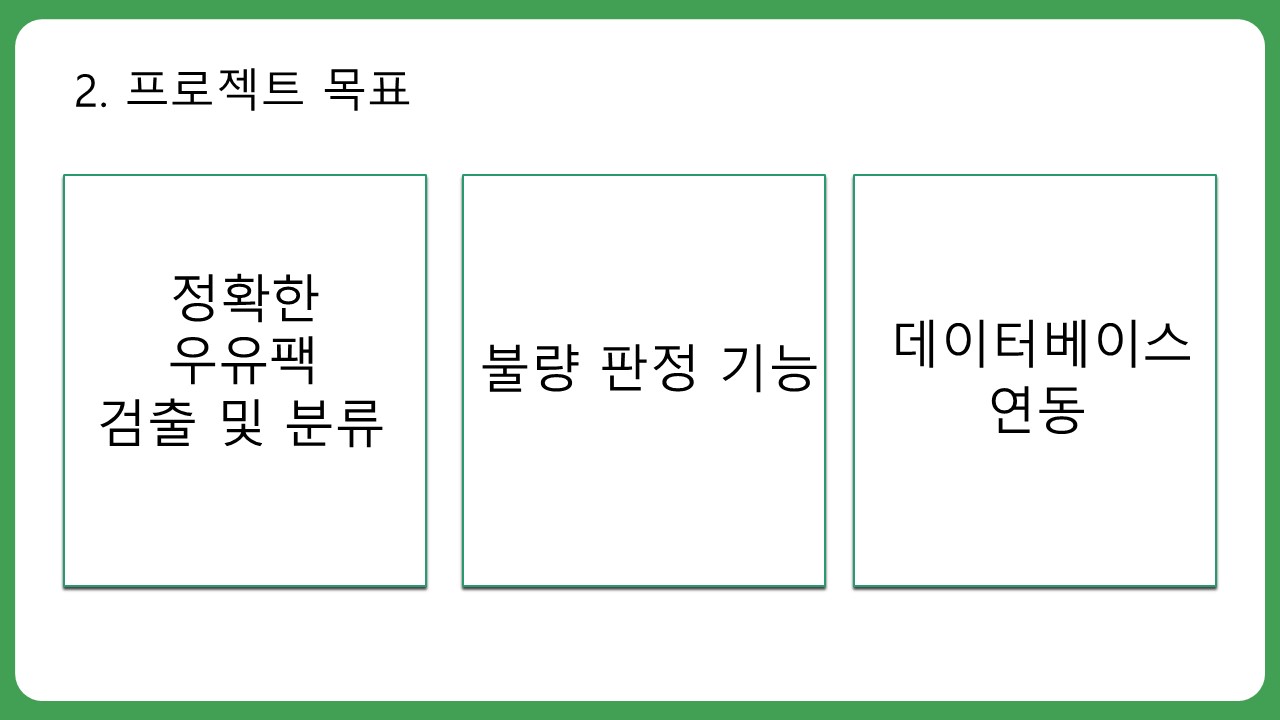 2. 프로젝트 목표
정확한
우유팩
검출 및 분류
불량 판정 기능
데이터베이스
연동